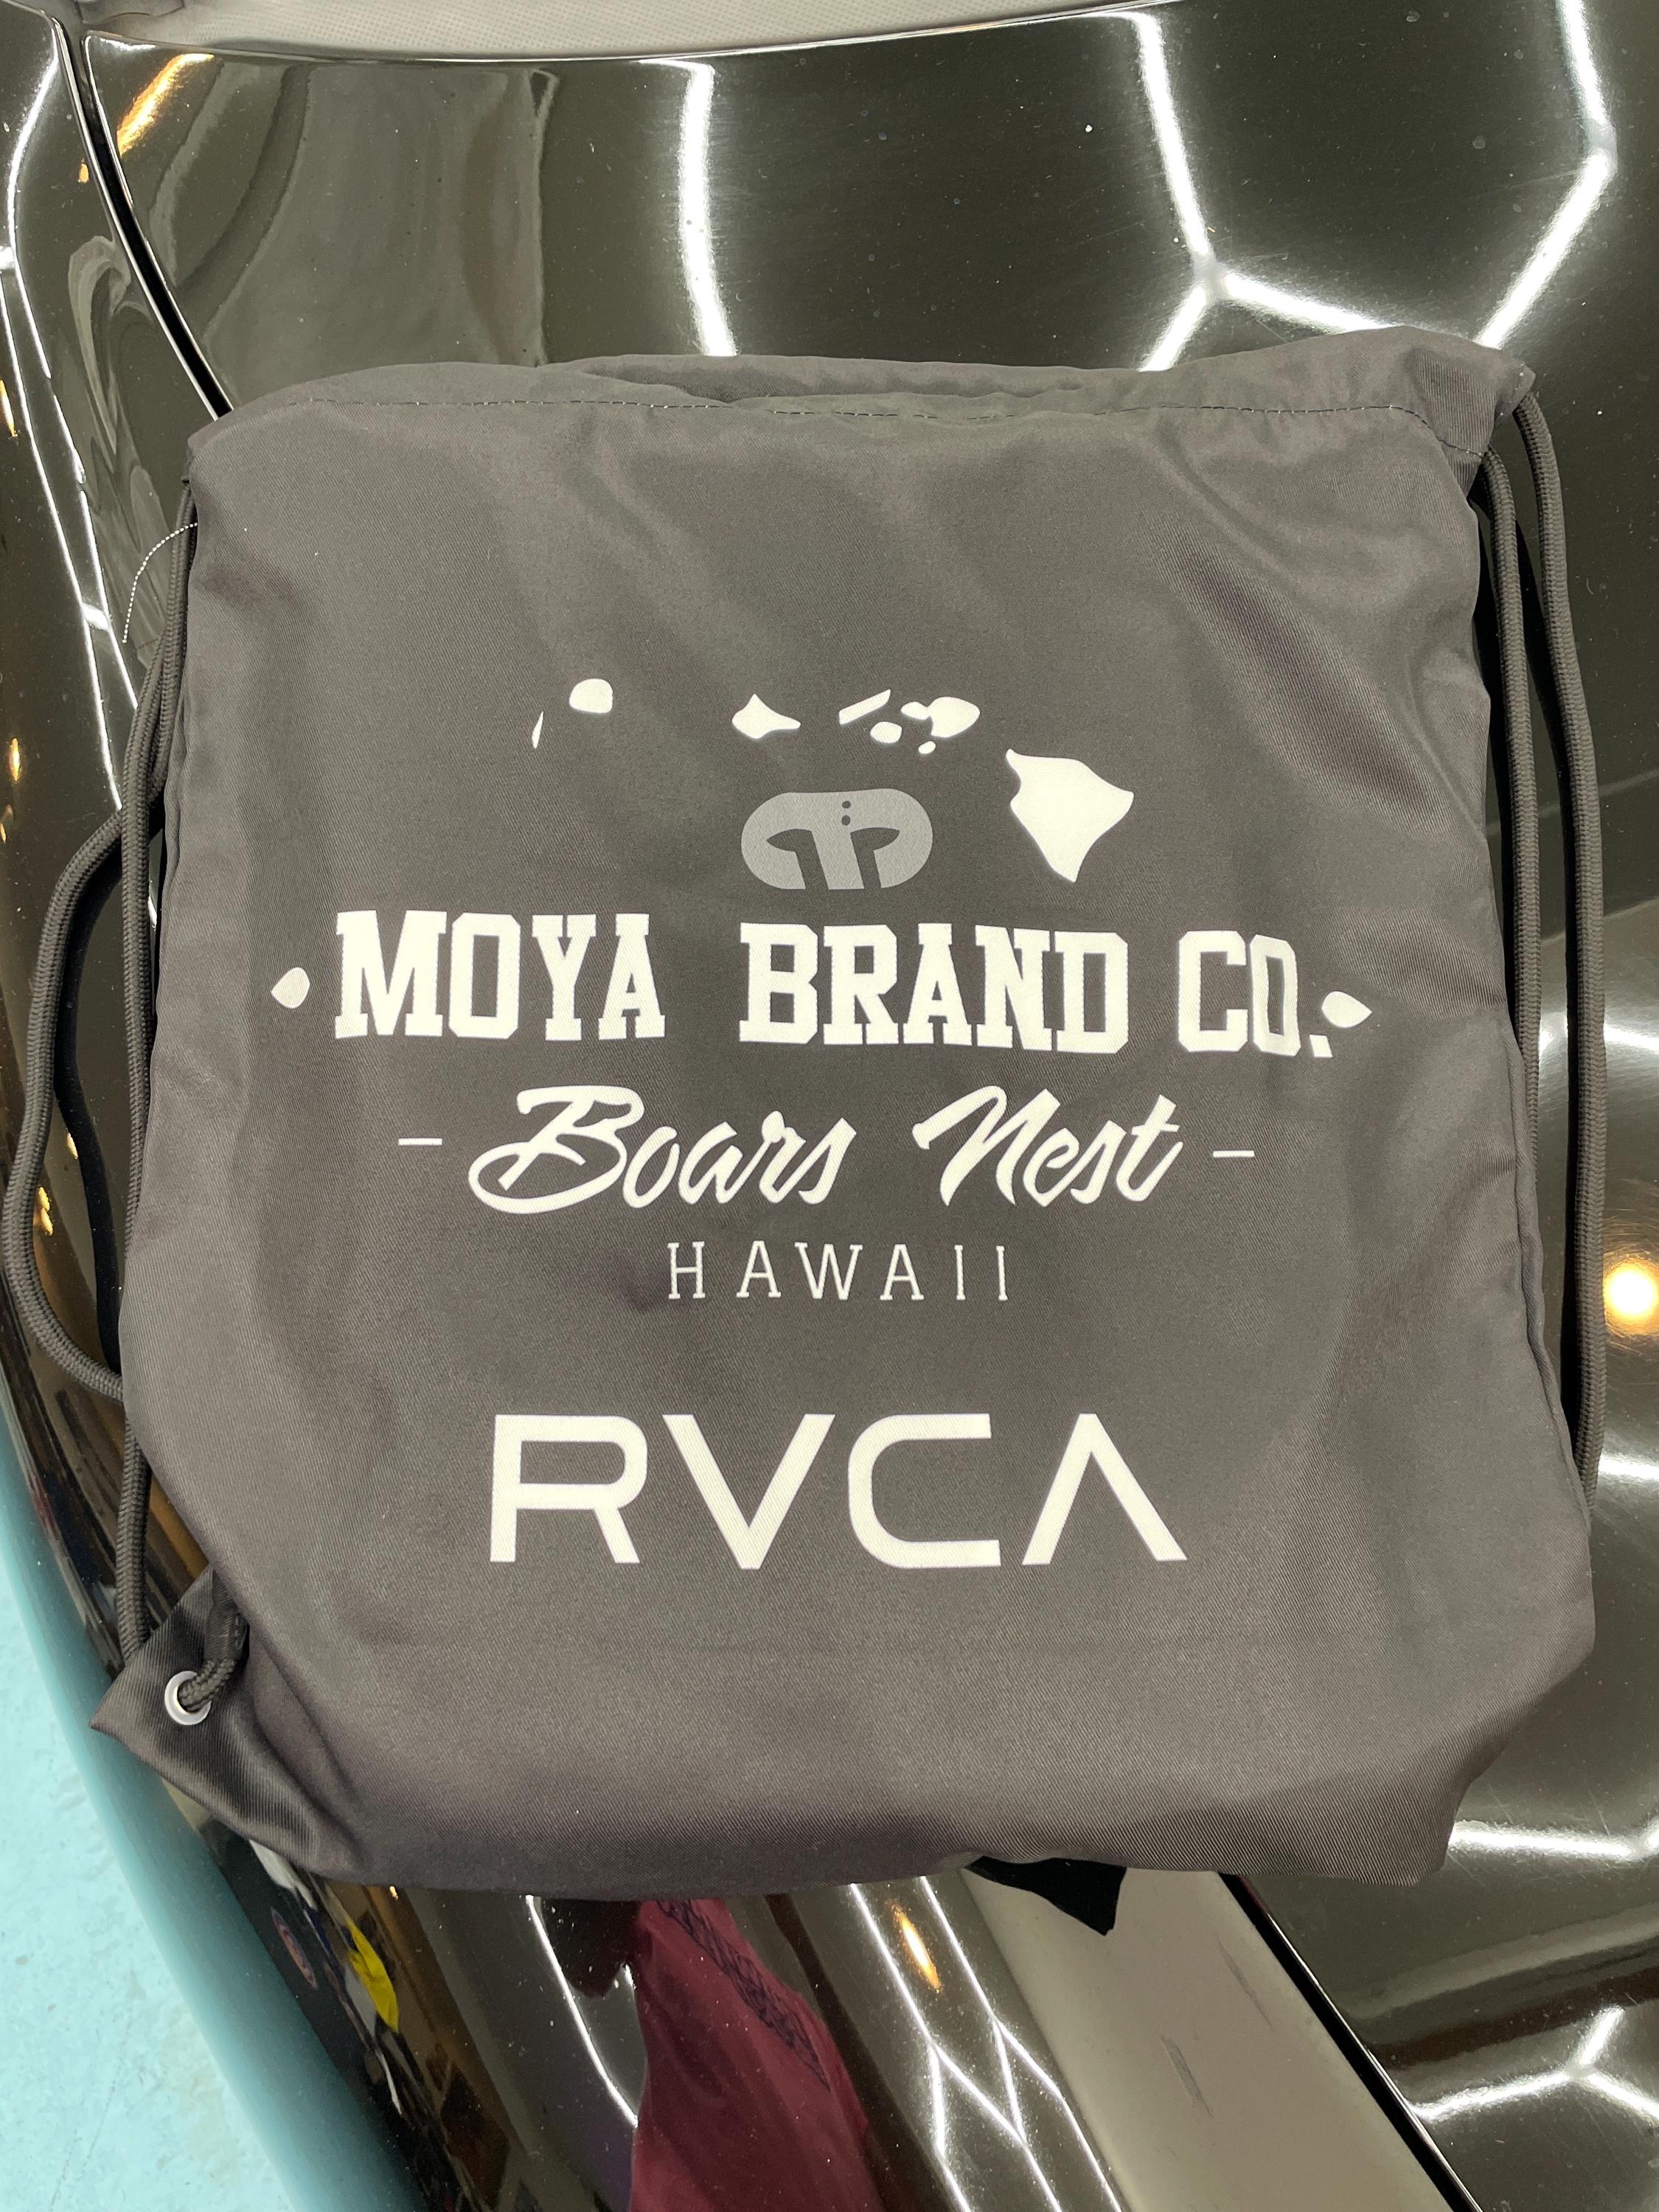 MOYA BRAND CO.
- Boars Nest -
HAWAII
RVCA